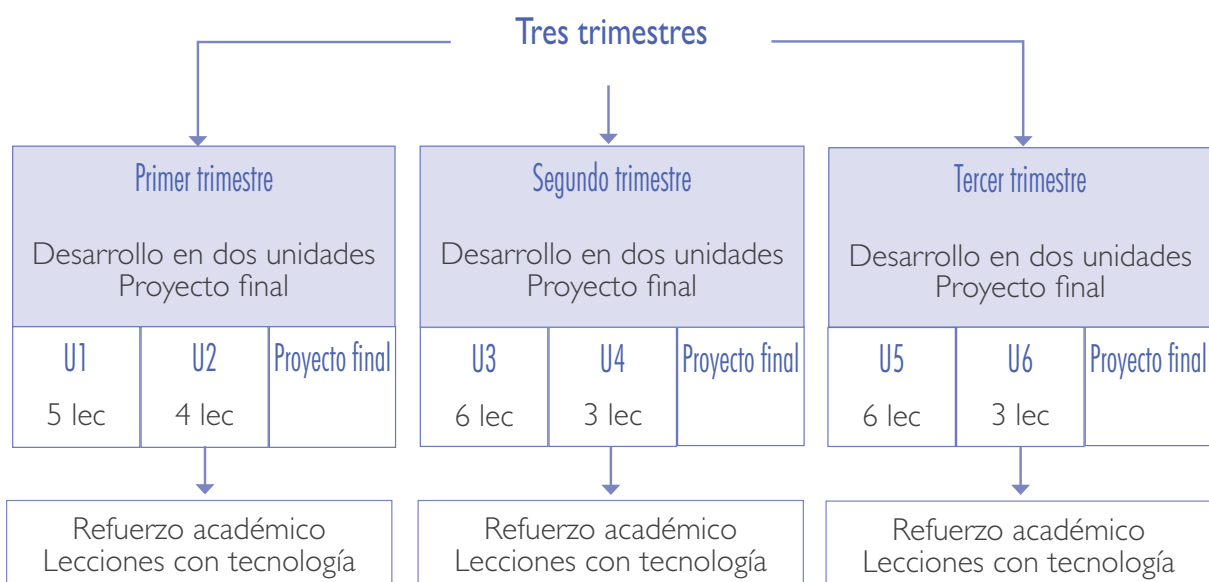 Tres trimestres
Primer trimestre
Desarrollo en dos unidades
Proyecto final
U1
U2
Proyecto final
5 lec
4 lec
Refuerzo académico
Lecciones con tecnología
Segundo trimestre
Desarrollo en dos unidades
Proyecto final
U3
U4
Proyecto final
6 lec
3 lec
Refuerzo académico
Lecciones con tecnología
Tercer trimestre
Desarrollo en dos unidades
Proyecto final
U5
U6
Proyecto final
6 lec
3 lec
Refuerzo académico
Lecciones con tecnología